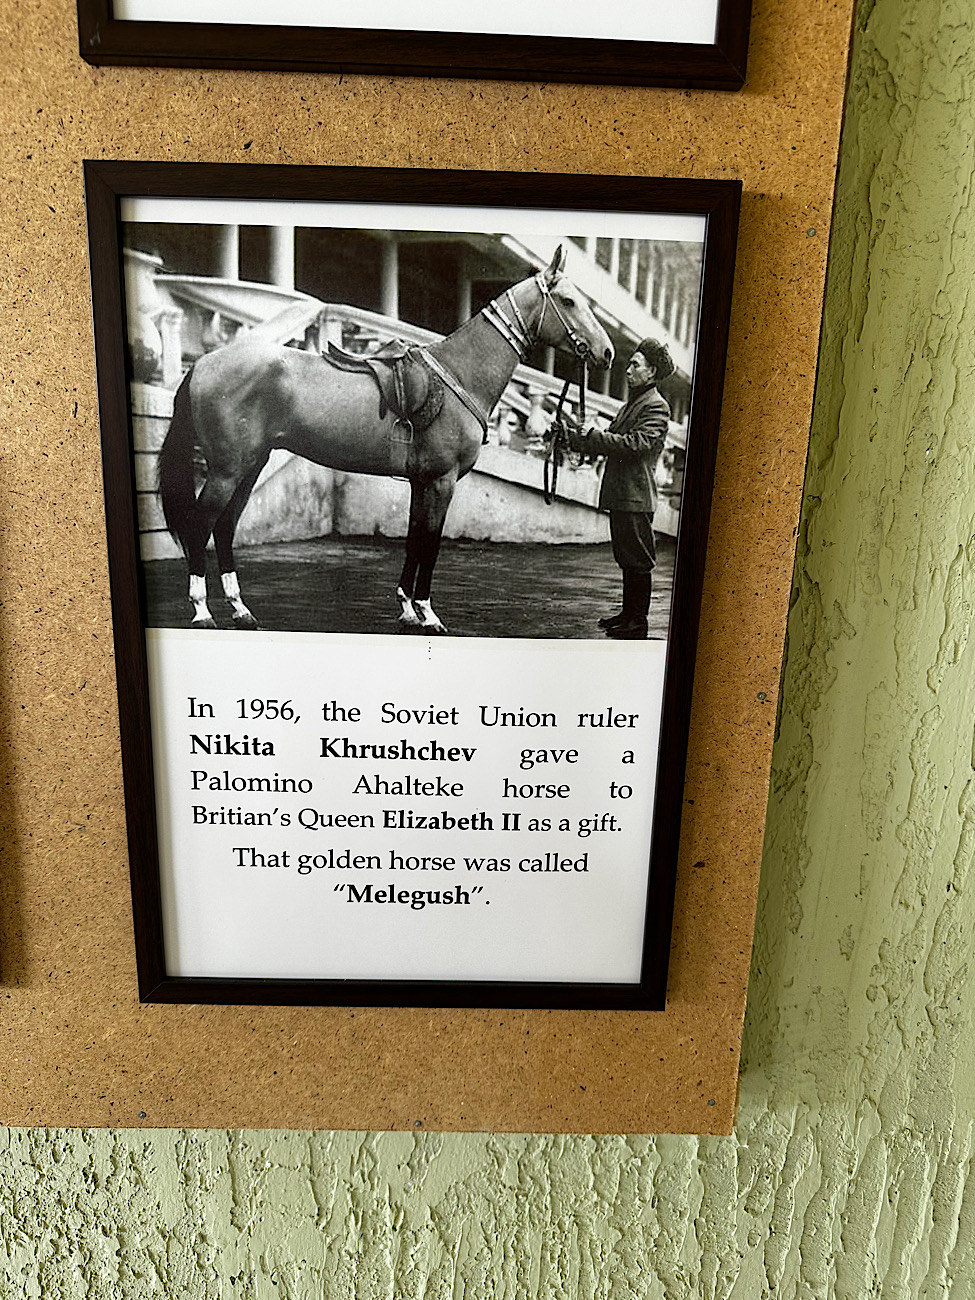 In 1956, the Soviet Union ruler
Nikita Khrushchev gave a
Palomino Ahalteke horse to
Britian's Queen Elizabeth II as a gift.
That golden horse was called
“Melegush”.